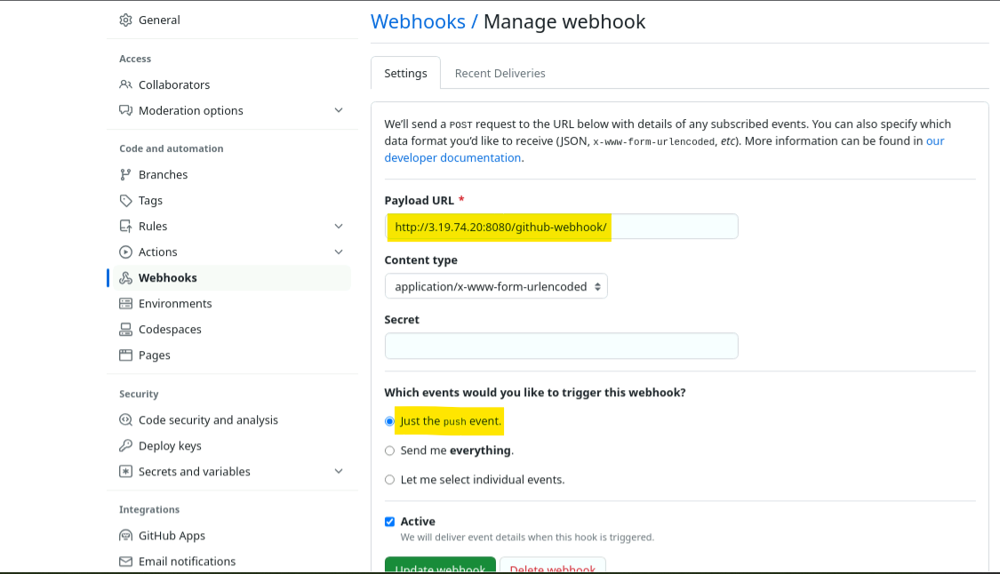 General
Access
Collaborators
Moderation options
Code and automation
Branches
Tags
Rules
Actions
Webhooks
Environments
Codespaces
Pages
Security
Code security and analysis
Deploy keys
Secrets and variables
Integrations
GitHub Apps
Email notifications
Webhooks / Manage webhook
Settings
Recent Deliveries
We'll send a POST request to the URL below with details of any subscribed events. You can also specify which
data format you'd like to receive (JSON, x-www-form-urlencoded, etc). More information can be found in our
developer documentation.
Payload URL *
http://3.19.74.20:8080/github-webhook/
Content type
application/x-www-form-urlencoded
Secret
Which events would you like to trigger this webhook?
Just the push event.
Send me everything.
Let me select individual events.
Active
We will deliver event details when this hook is triggered.
Update webhook
Delete webhook